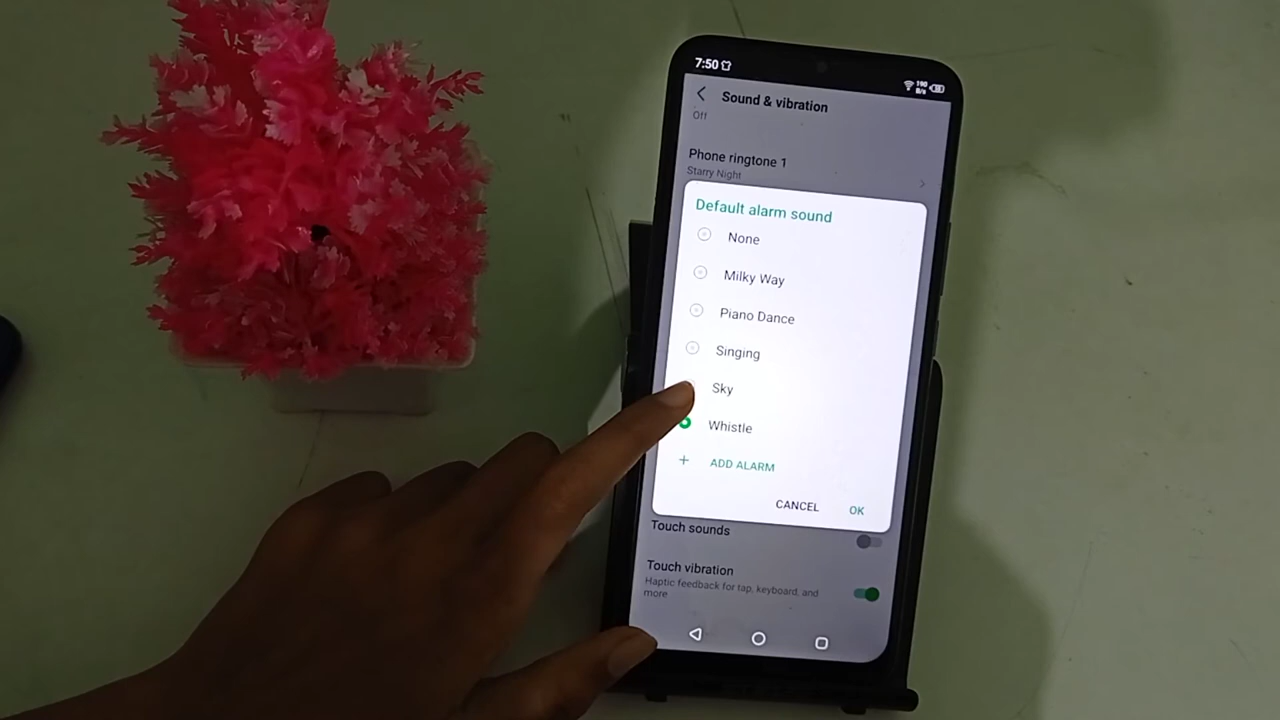 7:50
190
B/s
Sound & vibration
Off
Phone ringtone 1
Starry Night
Default alarm sound
None
Milky Way
Piano Dance
Singing
Sky
Whistle
+ ADD ALARM
CANCEL OK
Touch sounds
Touch vibration
Haptic feedback for tap, keyboard, and
more